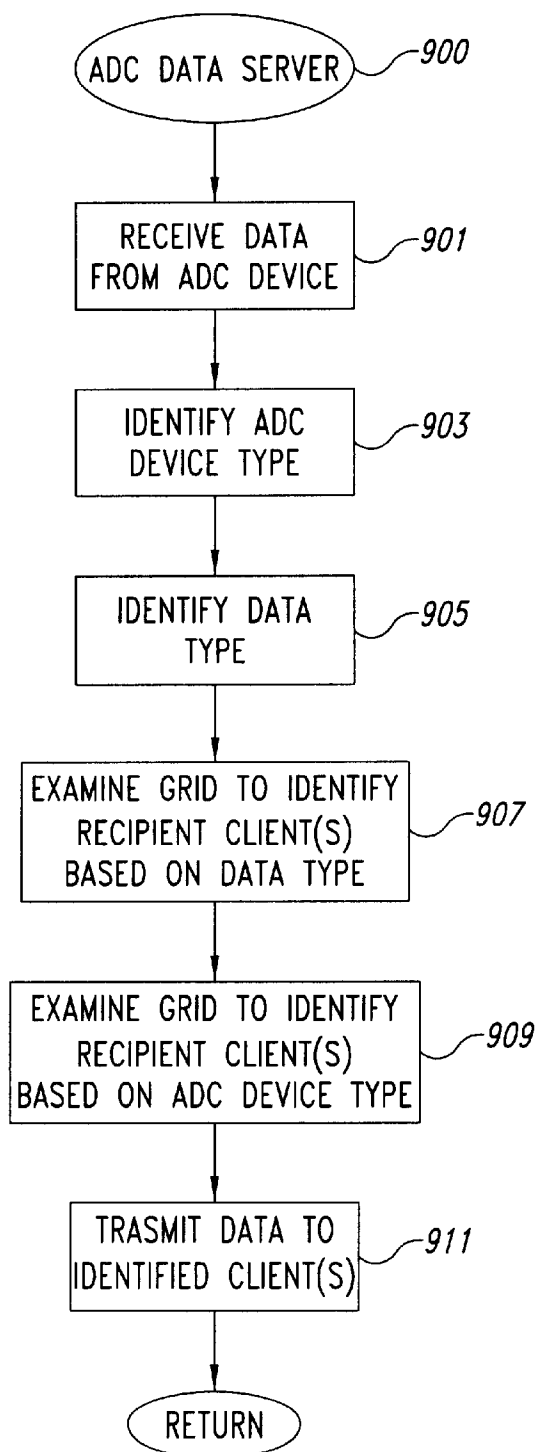 ADC DATA SERVER
900
RECEIVE DATA
FROM ADC DEVICE
901
IDENTIFY ADC
DEVICE TYPE
903
IDENTIFY DATA
TYPE
905
EXAMINE GRID TO IDENTIFY
RECIPIENT CLIENT(S)
BASED ON DATA TYPE
907
EXAMINE GRID TO IDENTIFY
RECIPIENT CLIENT(S)
BASED ON ADC DEVICE TYPE
909
TRASMIT DATA TO
IDENTIFIED CLIENT(S)
911
RETURN